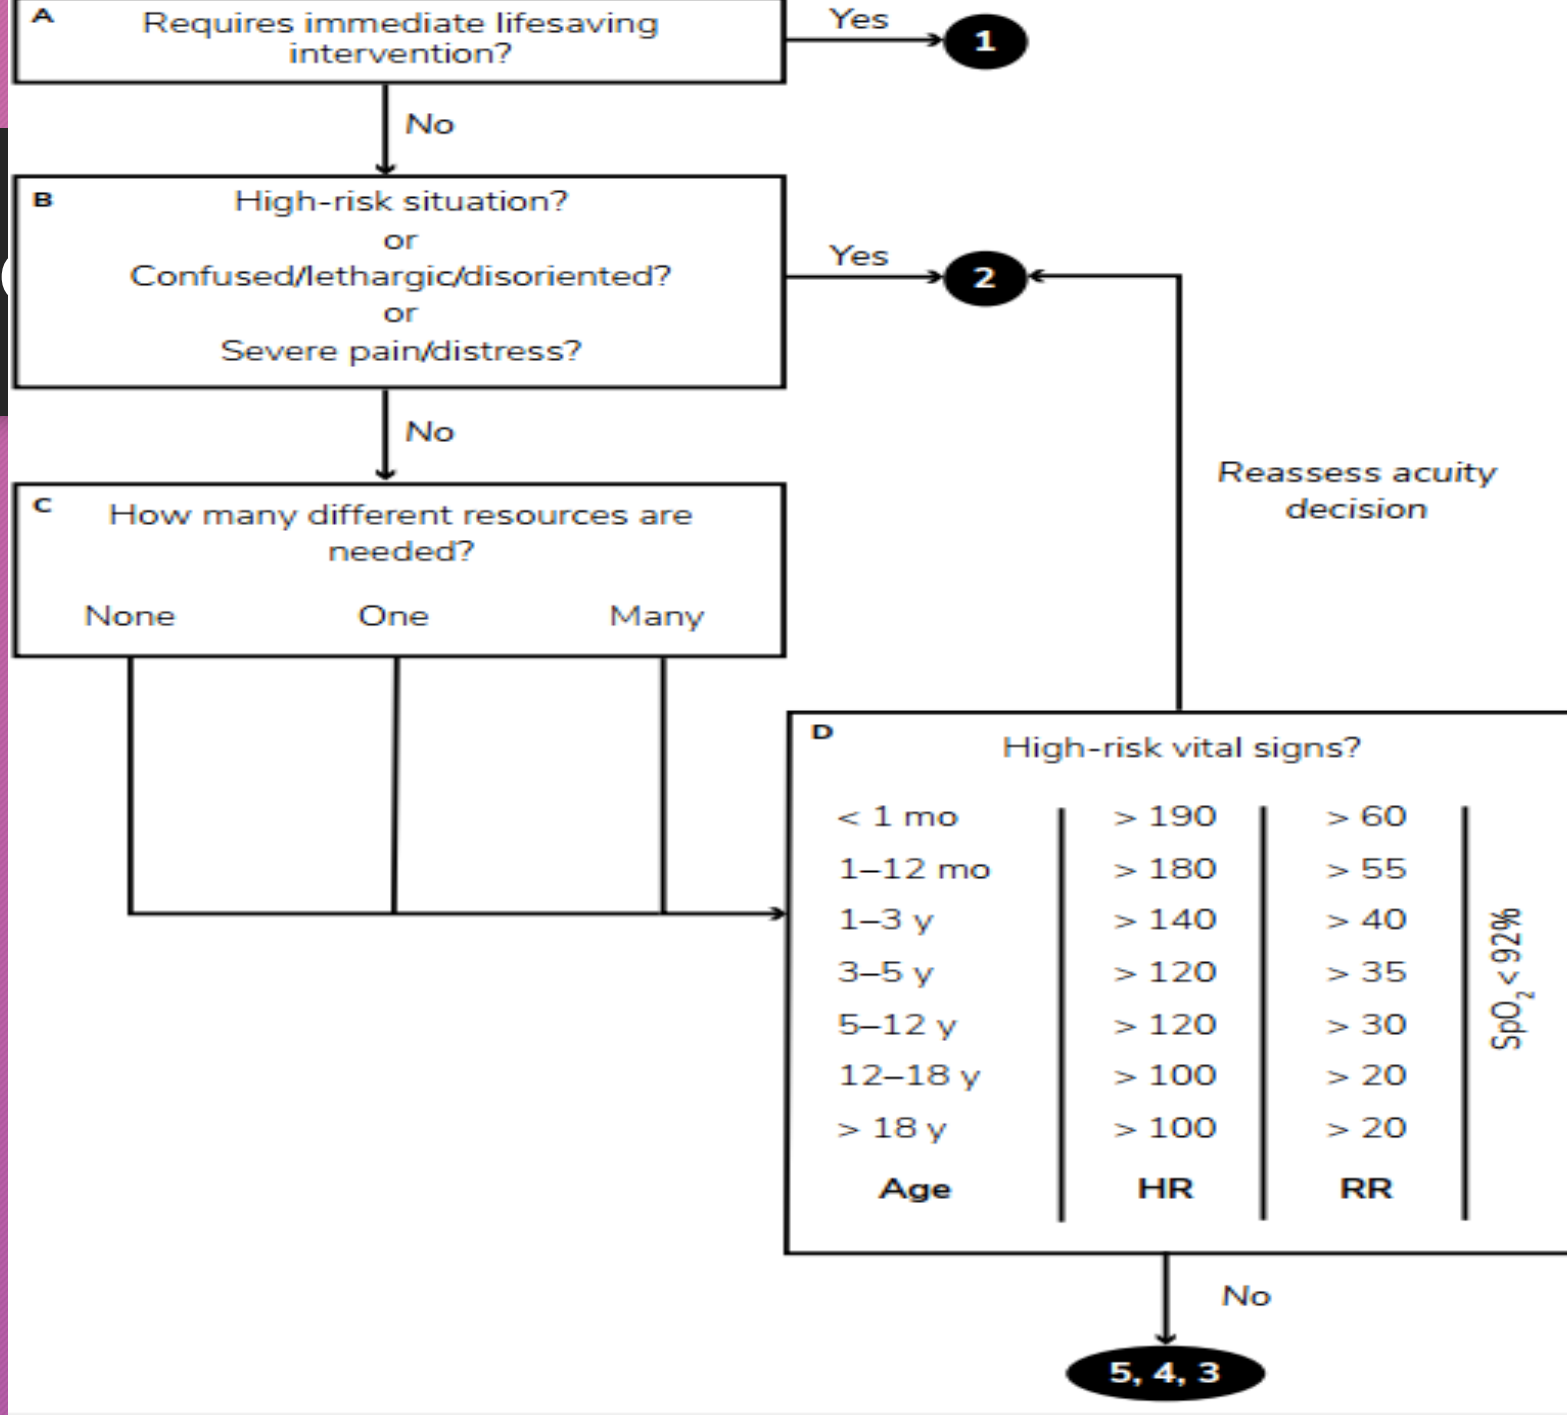 A
Requires immediate lifesaving
intervention?
Yes
1
No
B
High-risk situation?
or
Confused/lethargic/disoriented?
or
Severe pain/distress?
Yes
2
No
Reassess acuity
decision
C
How many different resources are
needed?
None One Many
D
High-risk vital signs?
< 1 mo > 190 > 60
1–12 mo > 180 > 55
1–3 y > 140 > 40
3–5 y > 120 > 35
5–12 y > 120 > 30
12–18 y > 100 > 20
> 18 y > 100 > 20
Age HR RR
SpO₂ < 92%
No
5, 4, 3